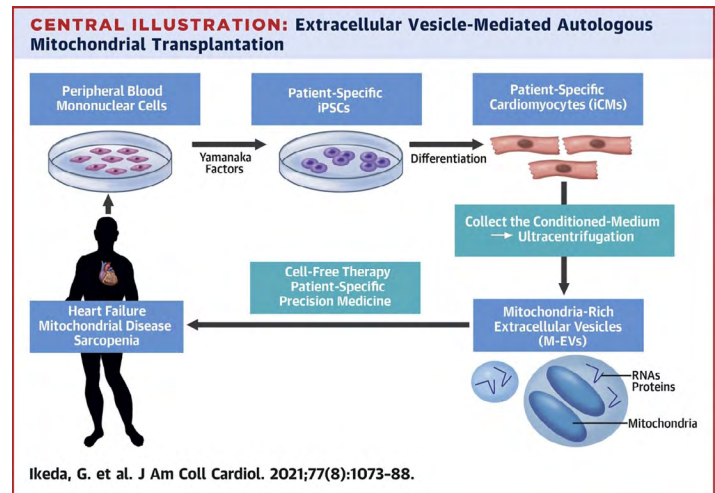 CENTRAL ILLUSTRATION: Extracellular Vesicle-Mediated Autologous
Mitochondrial Transplantation
Peripheral Blood
Mononuclear Cells
Patient-Specific
iPSCs
Patient-Specific
Cardiomyocytes (iCMs)
Yamanaka
Factors
Differentiation
Collect the Conditioned-Medium
→ Ultracentrifugation
Cell-Free Therapy
Patient-Specific
Precision Medicine
Heart Failure
Mitochondrial Disease
Sarcopenia
Mitochondria-Rich
Extracellular Vesicles
(M-EVs)
RNAs
Proteins
Mitochondria
Ikeda, G. et al. J Am Coll Cardiol. 2021;77(8):1073-88.